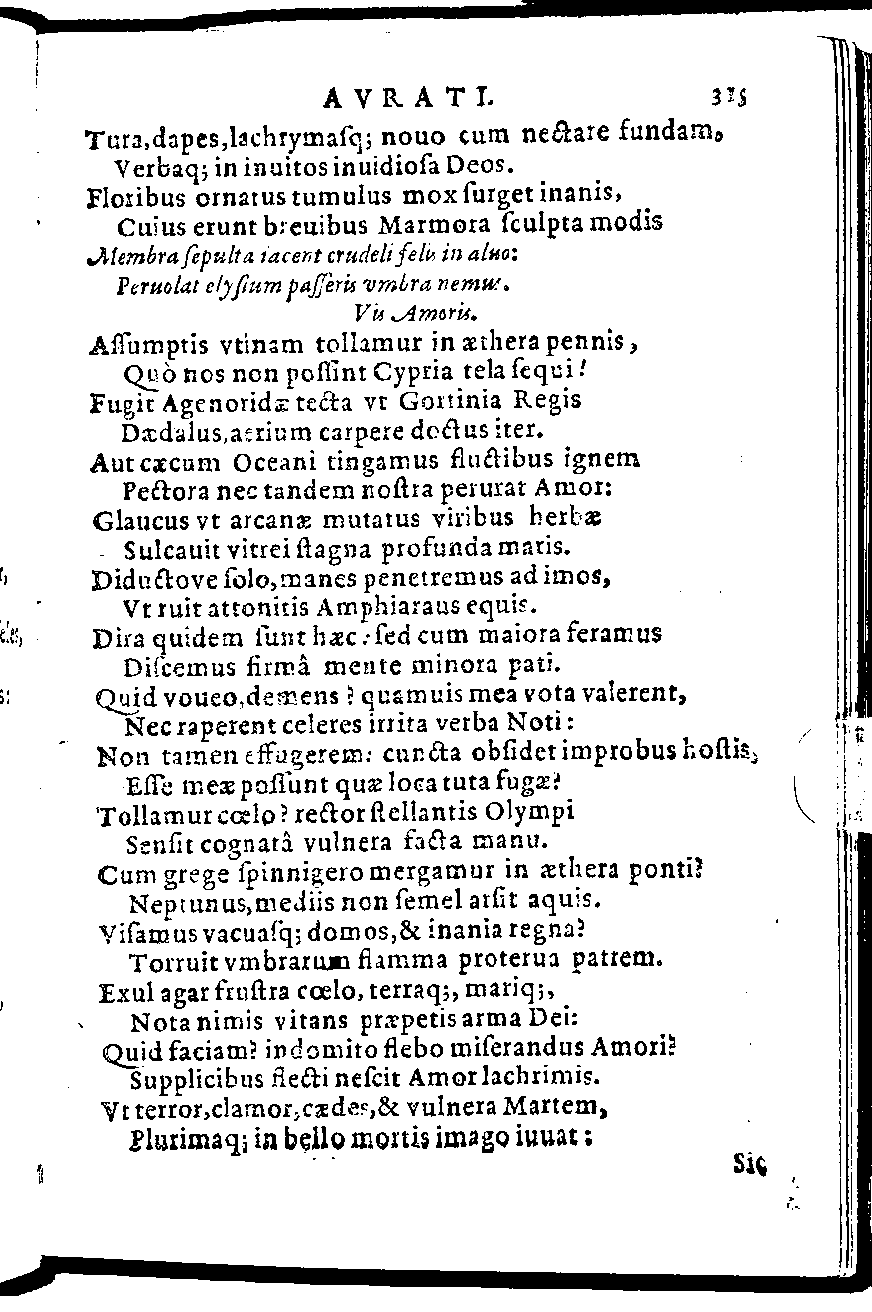 AVRATI. 315
Tura,dapes,lachrymaſq; nouo cum nectare fundam,
Verbaq; in inuitos inuidioſa Deos.
Floribus ornatus tumulus mox ſurget inanis,
Cuius erunt breuibus Marmora ſculpta modis
Membra ſepulta iacent crudeli felis in aluo:
Peruolat elyſium paſſeris vmbra nemus.
Vis Amoris.
Aſſumptis vtinam tollamur in æthera pennis,
Quò nos non poſſint Cypria tela ſequi!
Fugit Agenoridæ tecta vt Gortinia Regis
Dædalus,aerium carpere doctus iter.
Aut cæcum Oceani tingamus fluctibus ignem
Pectora nec tandem noſtra perurat Amor:
Glaucus vt arcanæ mutatus viribus herbæ
Sulcauit vitrei ſtagna profunda maris.
Diductove ſolo,manes penetremus ad imos,
Vt ruit attonitis Amphiaraus equis.
Dira quidem ſunt hæc: ſed cum maiora feramus
Diſcemus firmâ mente minora pati.
Quid voueo,demens? quamuis mea vota valerent,
Nec raperent celeres irrita verba Noti:
Non tamen effugerem: cuncta obſidet improbus hoſtis,
Eſſe meæ poſſunt quæ loca tuta fugæ?
Tollamur cœlo? rector ſtellantis Olympi
Senſit cognatâ vulnera facta manu.
Cum grege ſpinnigero mergamur in æthera ponti?
Neptunus,mediis non ſemel arſit aquis.
Viſamus vacuaſq; domos,& inania regna?
Torruit vmbrarum flamma proterua patrem.
Exul agar fruſtra cœlo, terraq;, mariq;,
Nota nimis vitans præpetis arma Dei:
Quid faciam? indomito flebo miſerandus Amori?
Supplicibus flecti neſcit Amor lachrimis.
Vt terror,clamor,cædes,& vulnera Martem,
Plurimaq; in bello mortis imago iuuat:
Sic